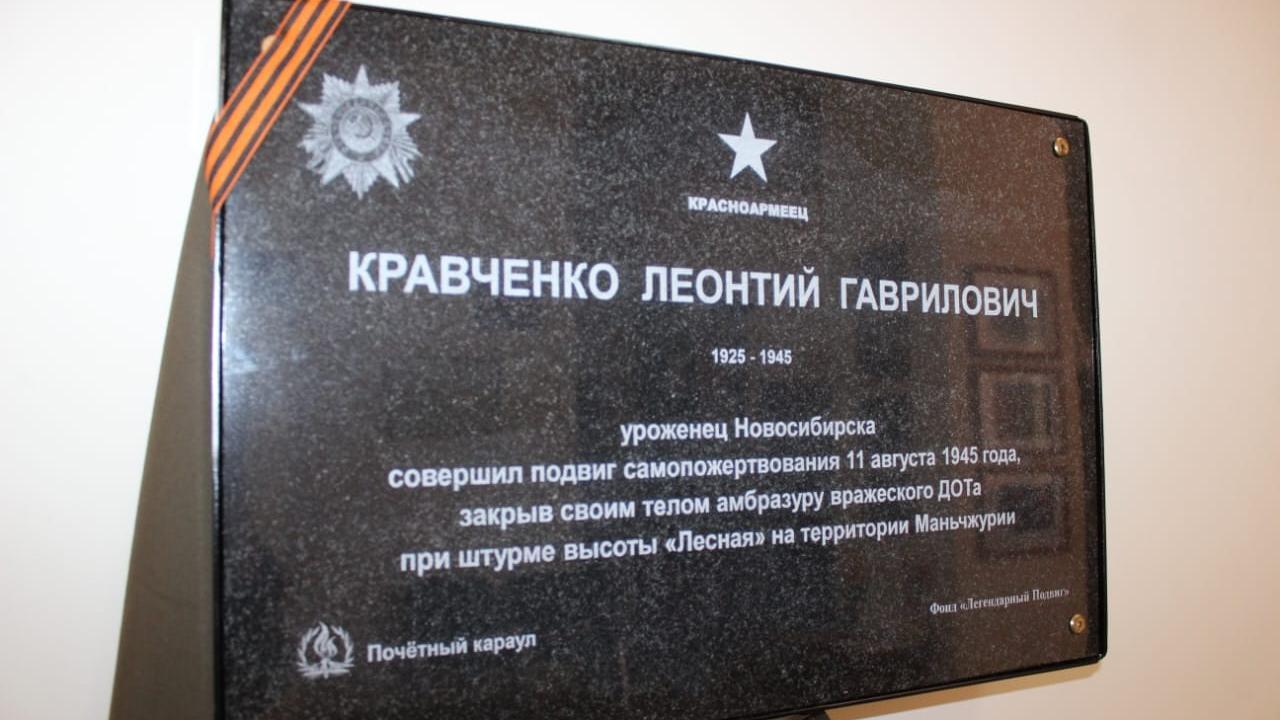 КРАСНОАРМЕЕЦ
КРАВЧЕНКО ЛЕОНТИЙ ГАВРИЛОВИЧ
1925 - 1945
уроженец Новосибирска
совершил подвиг самопожертвования 11 августа 1945 года,
закрыв своим телом амбразуру вражеского ДОТа
при штурме высоты «Лесная» на территории Маньчжурии
Фонд «Легендарный Подвиг»
Почётный караул